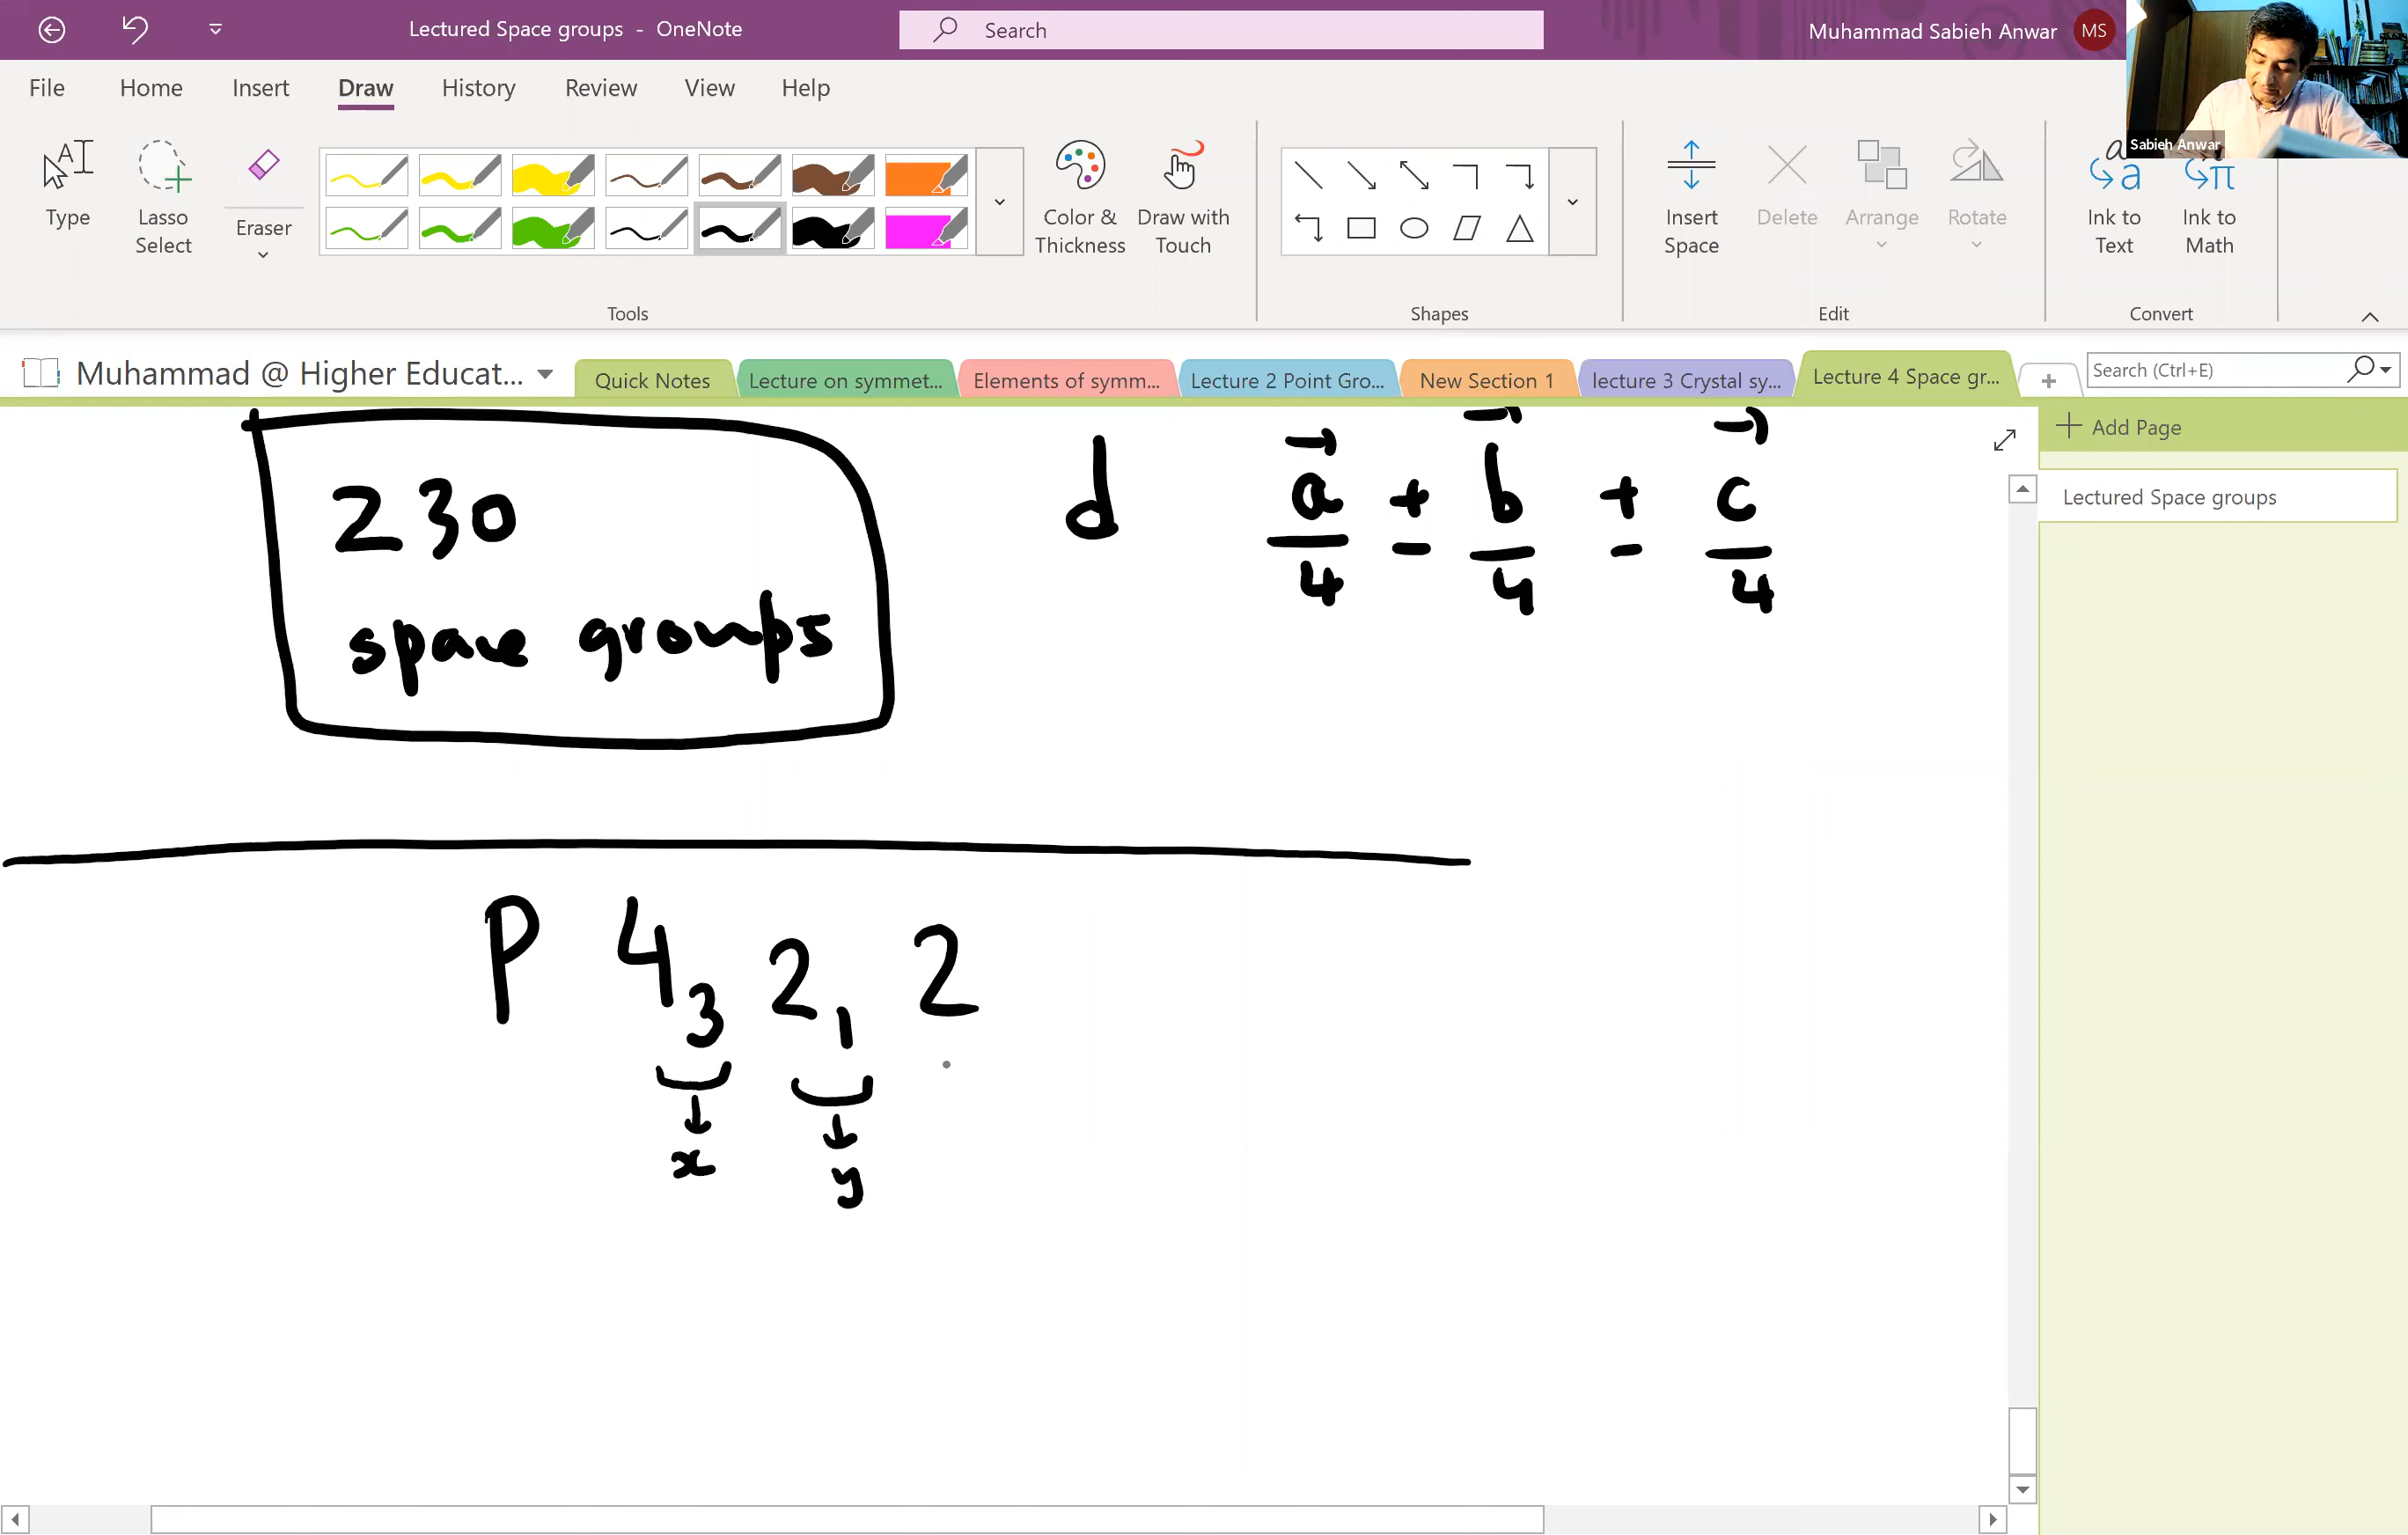 Lectured Space groups - OneNote
Search
Muhammad Sabieh Anwar MS
File Home Insert Draw History Review View Help
Type
Lasso Select
Eraser
Color & Thickness
Draw with Touch
Insert Space
Delete
Arrange
Rotate
Ink to Text
Ink to Math
Sabieh Anwar
Tools
Shapes
Edit
Convert
Muhammad @ Higher Educat...
Quick Notes
Lecture on symmet...
Elements of symm...
Lecture 2 Point Gro...
New Section 1
lecture 3 Crystal sy...
Lecture 4 Space gr...
Search (Ctrl+E)
Add Page
Lectured Space groups
230
space groups
d a⃗/4 ± b⃗/4 ± c⃗/4
P 4₃ 2₁ 2
x y